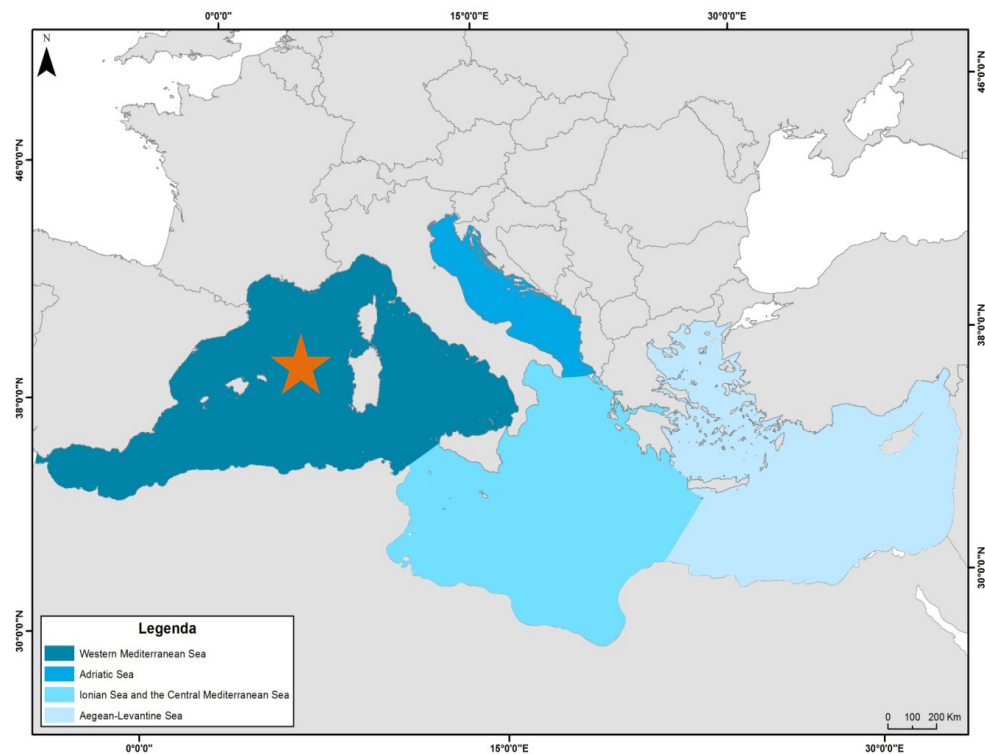 0°0'0"E 15°0'0"E 30°0'0"E
N
46°0'0"N
46°0'0"N
38°0'0"N
38°0'0"N
30°0'0"N
30°0'0"N
Legenda
Western Mediterranean Sea
Adriatic Sea
Ionian Sea and the Central Mediterranean Sea
Aegean-Levantine Sea
0 100 200 Km
0°0'0"E 15°0'0"E 30°0'0"E